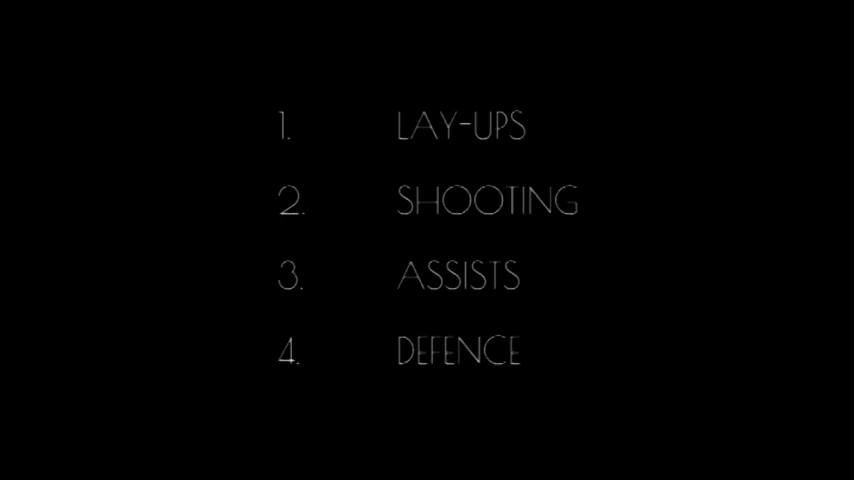 1. LAY-UPS
2. SHOOTING
3. ASSISTS
4. DEFENCE